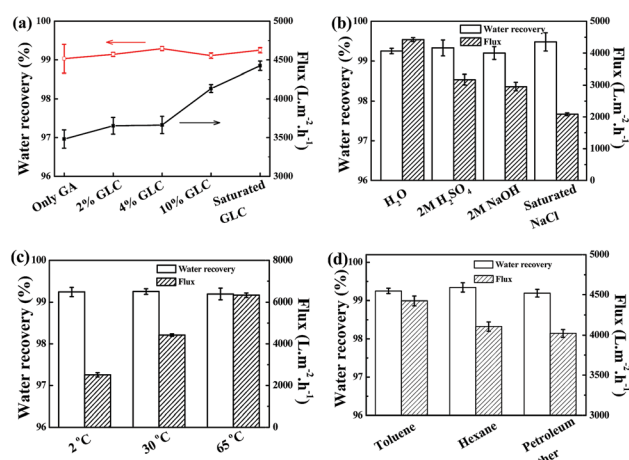 (a)
Water recovery (%)
100
99
98
97
96
Flux (L.m⁻².h⁻¹)
5000
4500
4000
3500
3000
Only GA
2% GLC
4% GLC
10% GLC
Saturated
GLC
(b)
Water recovery
Flux
Water recovery (%)
100
99
98
97
96
Flux (L.m⁻².h⁻¹)
5000
4000
3000
2000
1000
0
H₂O
2M H₂SO₄
2M NaOH
Saturated
NaCl
(c)
Water recovery
Flux
Water recovery (%)
100
99
98
97
96
Flux (L.m⁻².h⁻¹)
8000
6000
4000
2000
0
2 °C
30 °C
65 °C
(d)
Water recovery
Flux
Water recovery (%)
100
99
98
97
96
Flux (L.m⁻².h⁻¹)
5000
4500
4000
3500
3000
Toluene
Hexane
Petroleum